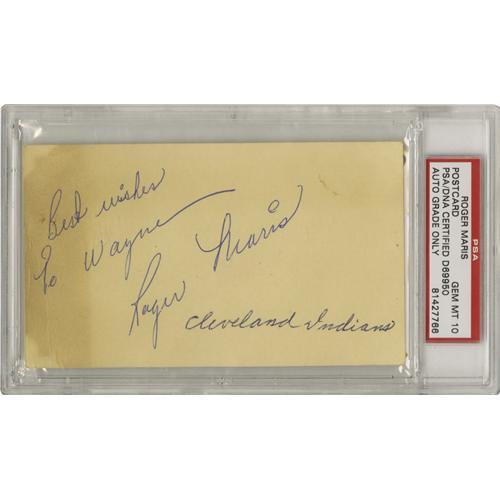 Best wishes
To Wayne
Roger Maris
Cleveland Indians
PSA
ROGER MARIS
POSTCARD GEM MT 10
PSA/DNA CERTIFIED D69950
AUTO GRADE ONLY 81427766